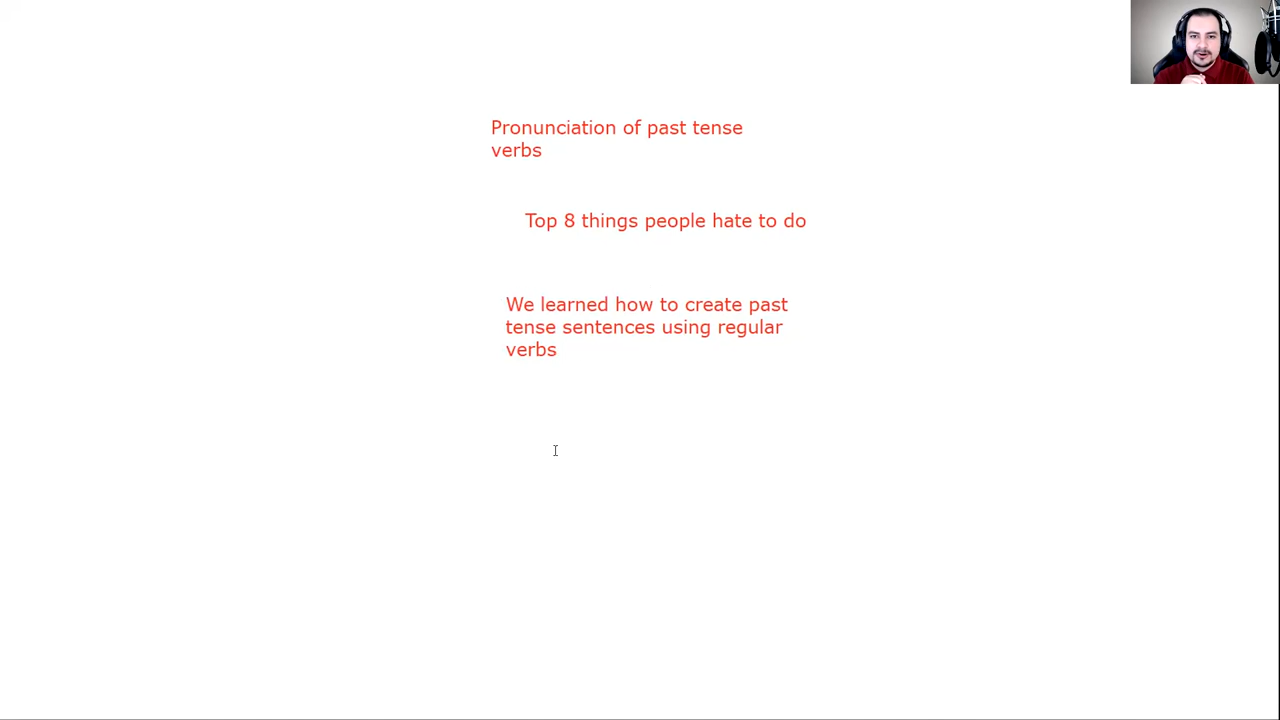 Pronunciation of past tense
verbs
Top 8 things people hate to do
We learned how to create past
tense sentences using regular
verbs